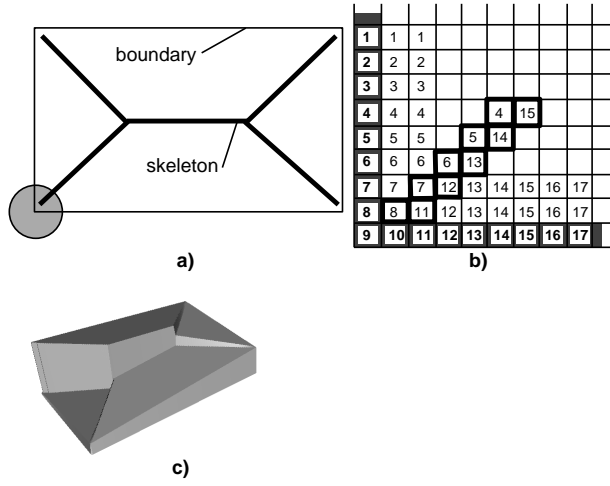 boundary
skeleton
a)
1 1 1
2 2 2
3 3 3
4 4 4 4 15
5 5 5 5 14
6 6 6 6 13
7 7 7 12 13 14 15 16 17
8 8 11 12 13 14 15 16 17
9 10 11 12 13 14 15 16 17
b)
c)